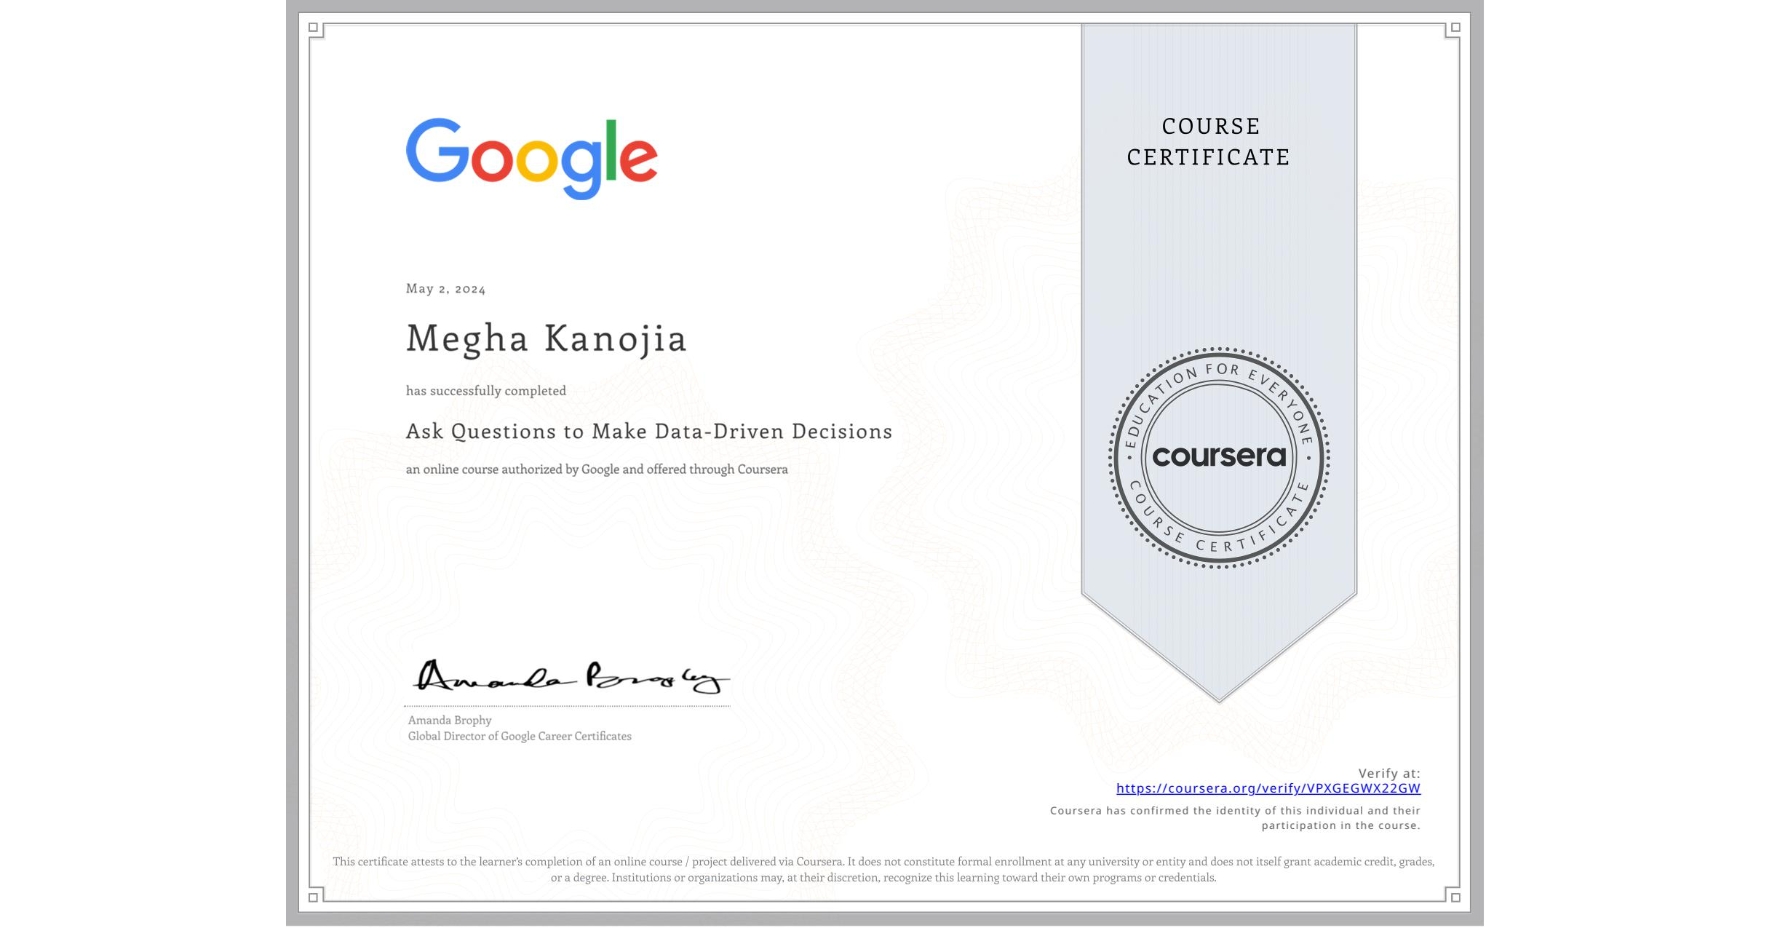 Google
COURSE
CERTIFICATE
May 2, 2024
Megha Kanojia
has successfully completed
Ask Questions to Make Data-Driven Decisions
an online course authorized by Google and offered through Coursera
EDUCATION FOR EVERYONE
coursera
COURSE CERTIFICATE
Amanda Brophy
Amanda Brophy
Global Director of Google Career Certificates
Verify at:
https://coursera.org/verify/VPXGEGWX22GW
Coursera has confirmed the identity of this individual and their
participation in the course.
This certificate attests to the learner's completion of an online course / project delivered via Coursera. It does not constitute formal enrollment at any university or entity and does not itself grant academic credit, grades,
or a degree. Institutions or organizations may, at their discretion, recognize this learning toward their own programs or credentials.